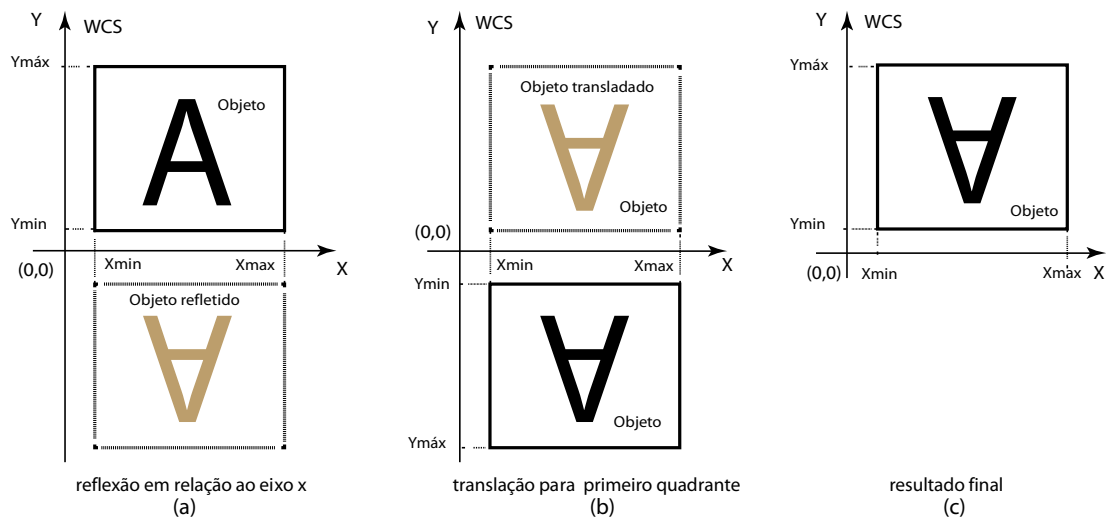 Y
WCS
Ymáx
Objeto
A
Ymin
(0,0)
Xmin
Xmax
X
Objeto refletido
A
reflexão em relação ao eixo x
(a)
Y
WCS
Objeto transladado
A
Objeto
(0,0)
Xmin
Xmax
X
Ymin
A
Objeto
Ymáx
translação para primeiro quadrante
(b)
Y
WCS
Ymáx
A
Ymin
Objeto
(0,0)
Xmin
Xmax
X
resultado final
(c)